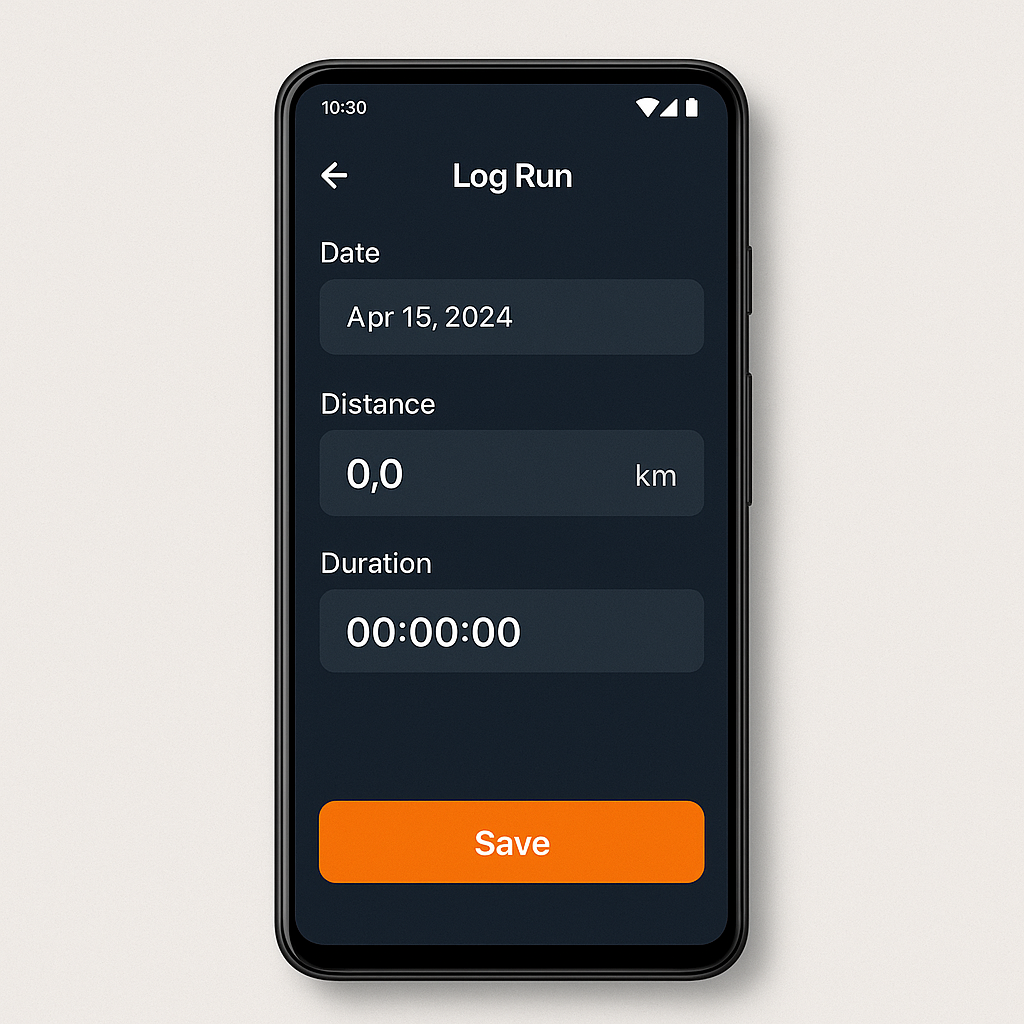 10:30
Log Run
Date
Apr 15, 2024
Distance
0,0 km
Duration
00:00:00
Save